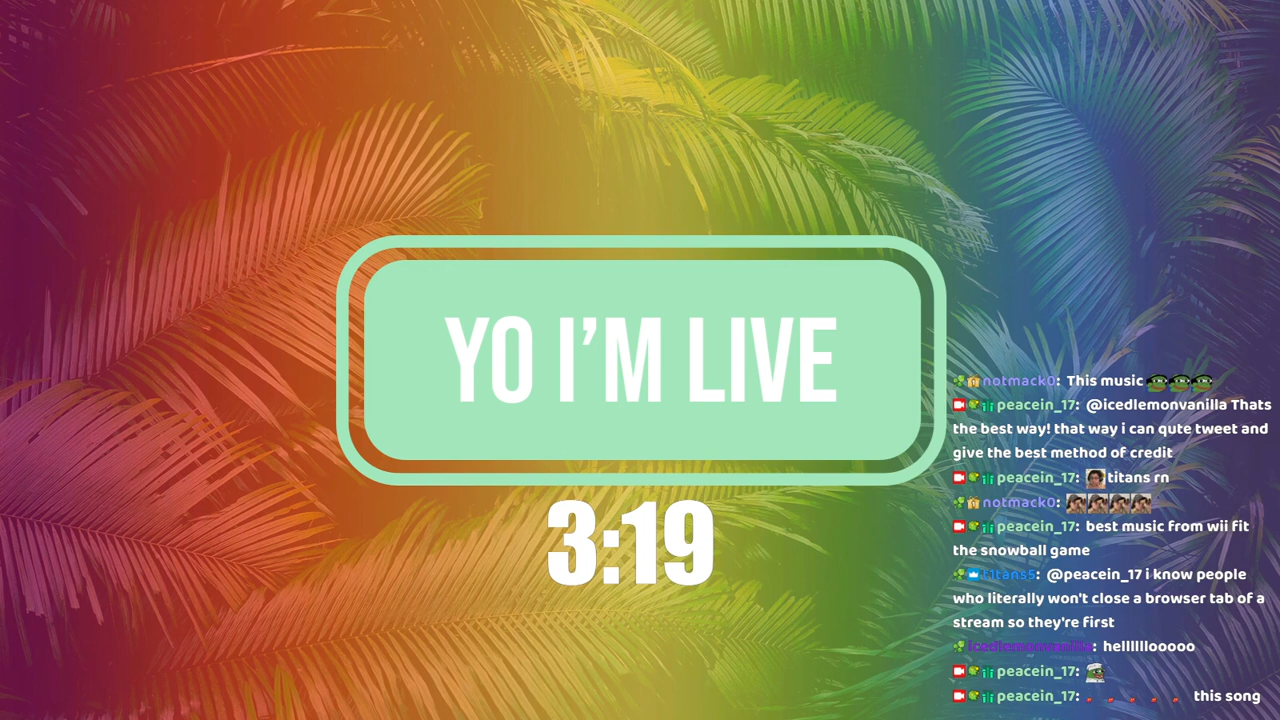 YO I'M LIVE
3:19
notmack0: This music
peacein_17: @icedlemonvanilla Thats
the best way! that way i can qute tweet and
give the best method of credit
peacein_17: titans rn
notmack0:
peacein_17: best music from wii fit
the snowball game
t1tans5: @peacein_17 i know people
who literally won't close a browser tab of a
stream so they're first
icedlemonvanilla: hellllllooooo
peacein_17:
peacein_17: this song